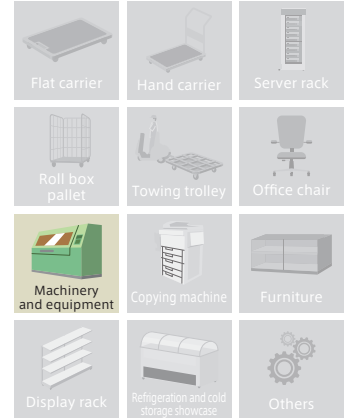 Flat carrier
Hand carrier
Server rack
Roll box
pallet
Towing trolley
Office chair
Machinery
and equipment
Copying machine
Furniture
Display rack
Refrigeration and cold
storage showcase
Others